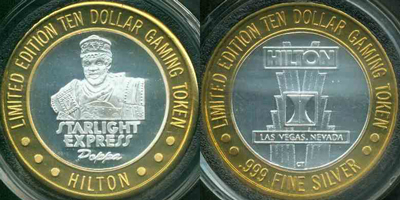 LIMITED EDITION TEN DOLLAR GAMING TOKEN
STARLIGHT
EXPRESS
Poppa
• HILTON •
LIMITED EDITION TEN DOLLAR GAMING TOKEN
HILTON
LAS VEGAS, NEVADA
CT
• .999 FINE SILVER •